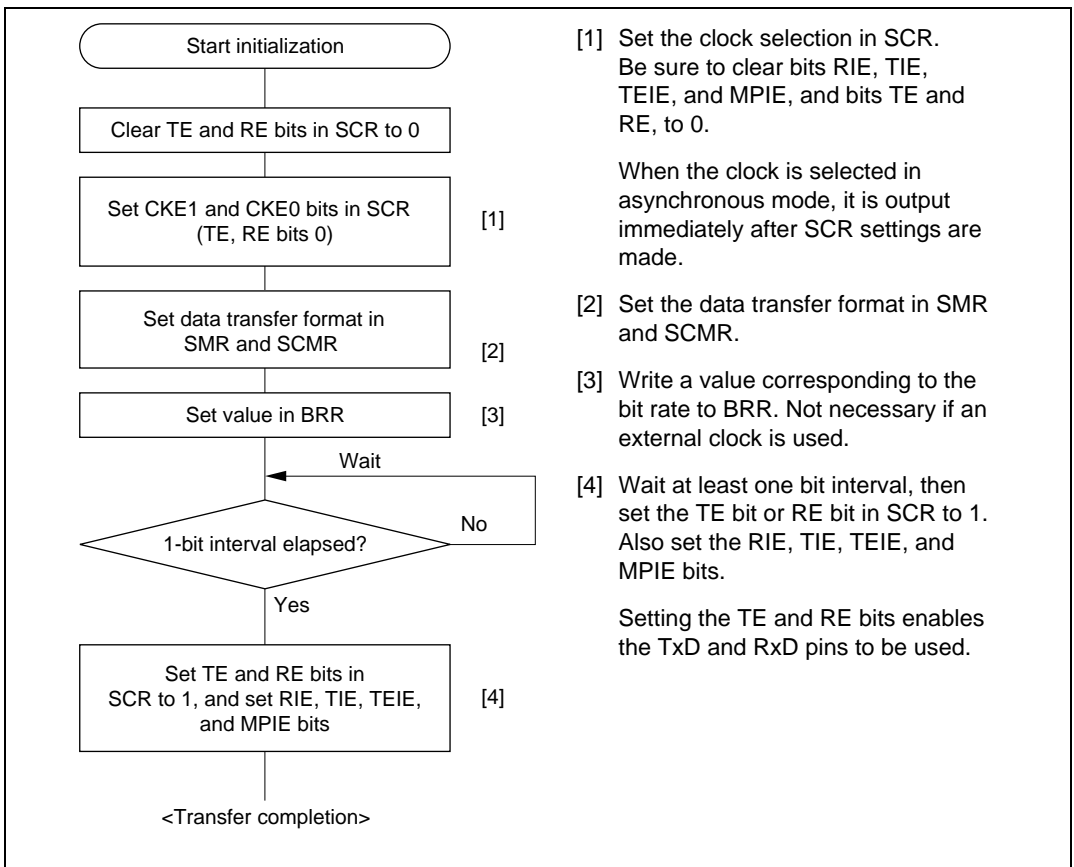 Start initialization
Clear TE and RE bits in SCR to 0
Set CKE1 and CKE0 bits in SCR
(TE, RE bits 0)
[1]
Set data transfer format in
SMR and SCMR
[2]
Set value in BRR
[3]
Wait
No
1-bit interval elapsed?
Yes
Set TE and RE bits in
SCR to 1, and set RIE, TIE, TEIE,
and MPIE bits
[4]
<Transfer completion>
[1] Set the clock selection in SCR.
Be sure to clear bits RIE, TIE,
TEIE, and MPIE, and bits TE and
RE, to 0.
When the clock is selected in
asynchronous mode, it is output
immediately after SCR settings are
made.
[2] Set the data transfer format in SMR
and SCMR.
[3] Write a value corresponding to the
bit rate to BRR. Not necessary if an
external clock is used.
[4] Wait at least one bit interval, then
set the TE bit or RE bit in SCR to 1.
Also set the RIE, TIE, TEIE, and
MPIE bits.
Setting the TE and RE bits enables
the TxD and RxD pins to be used.